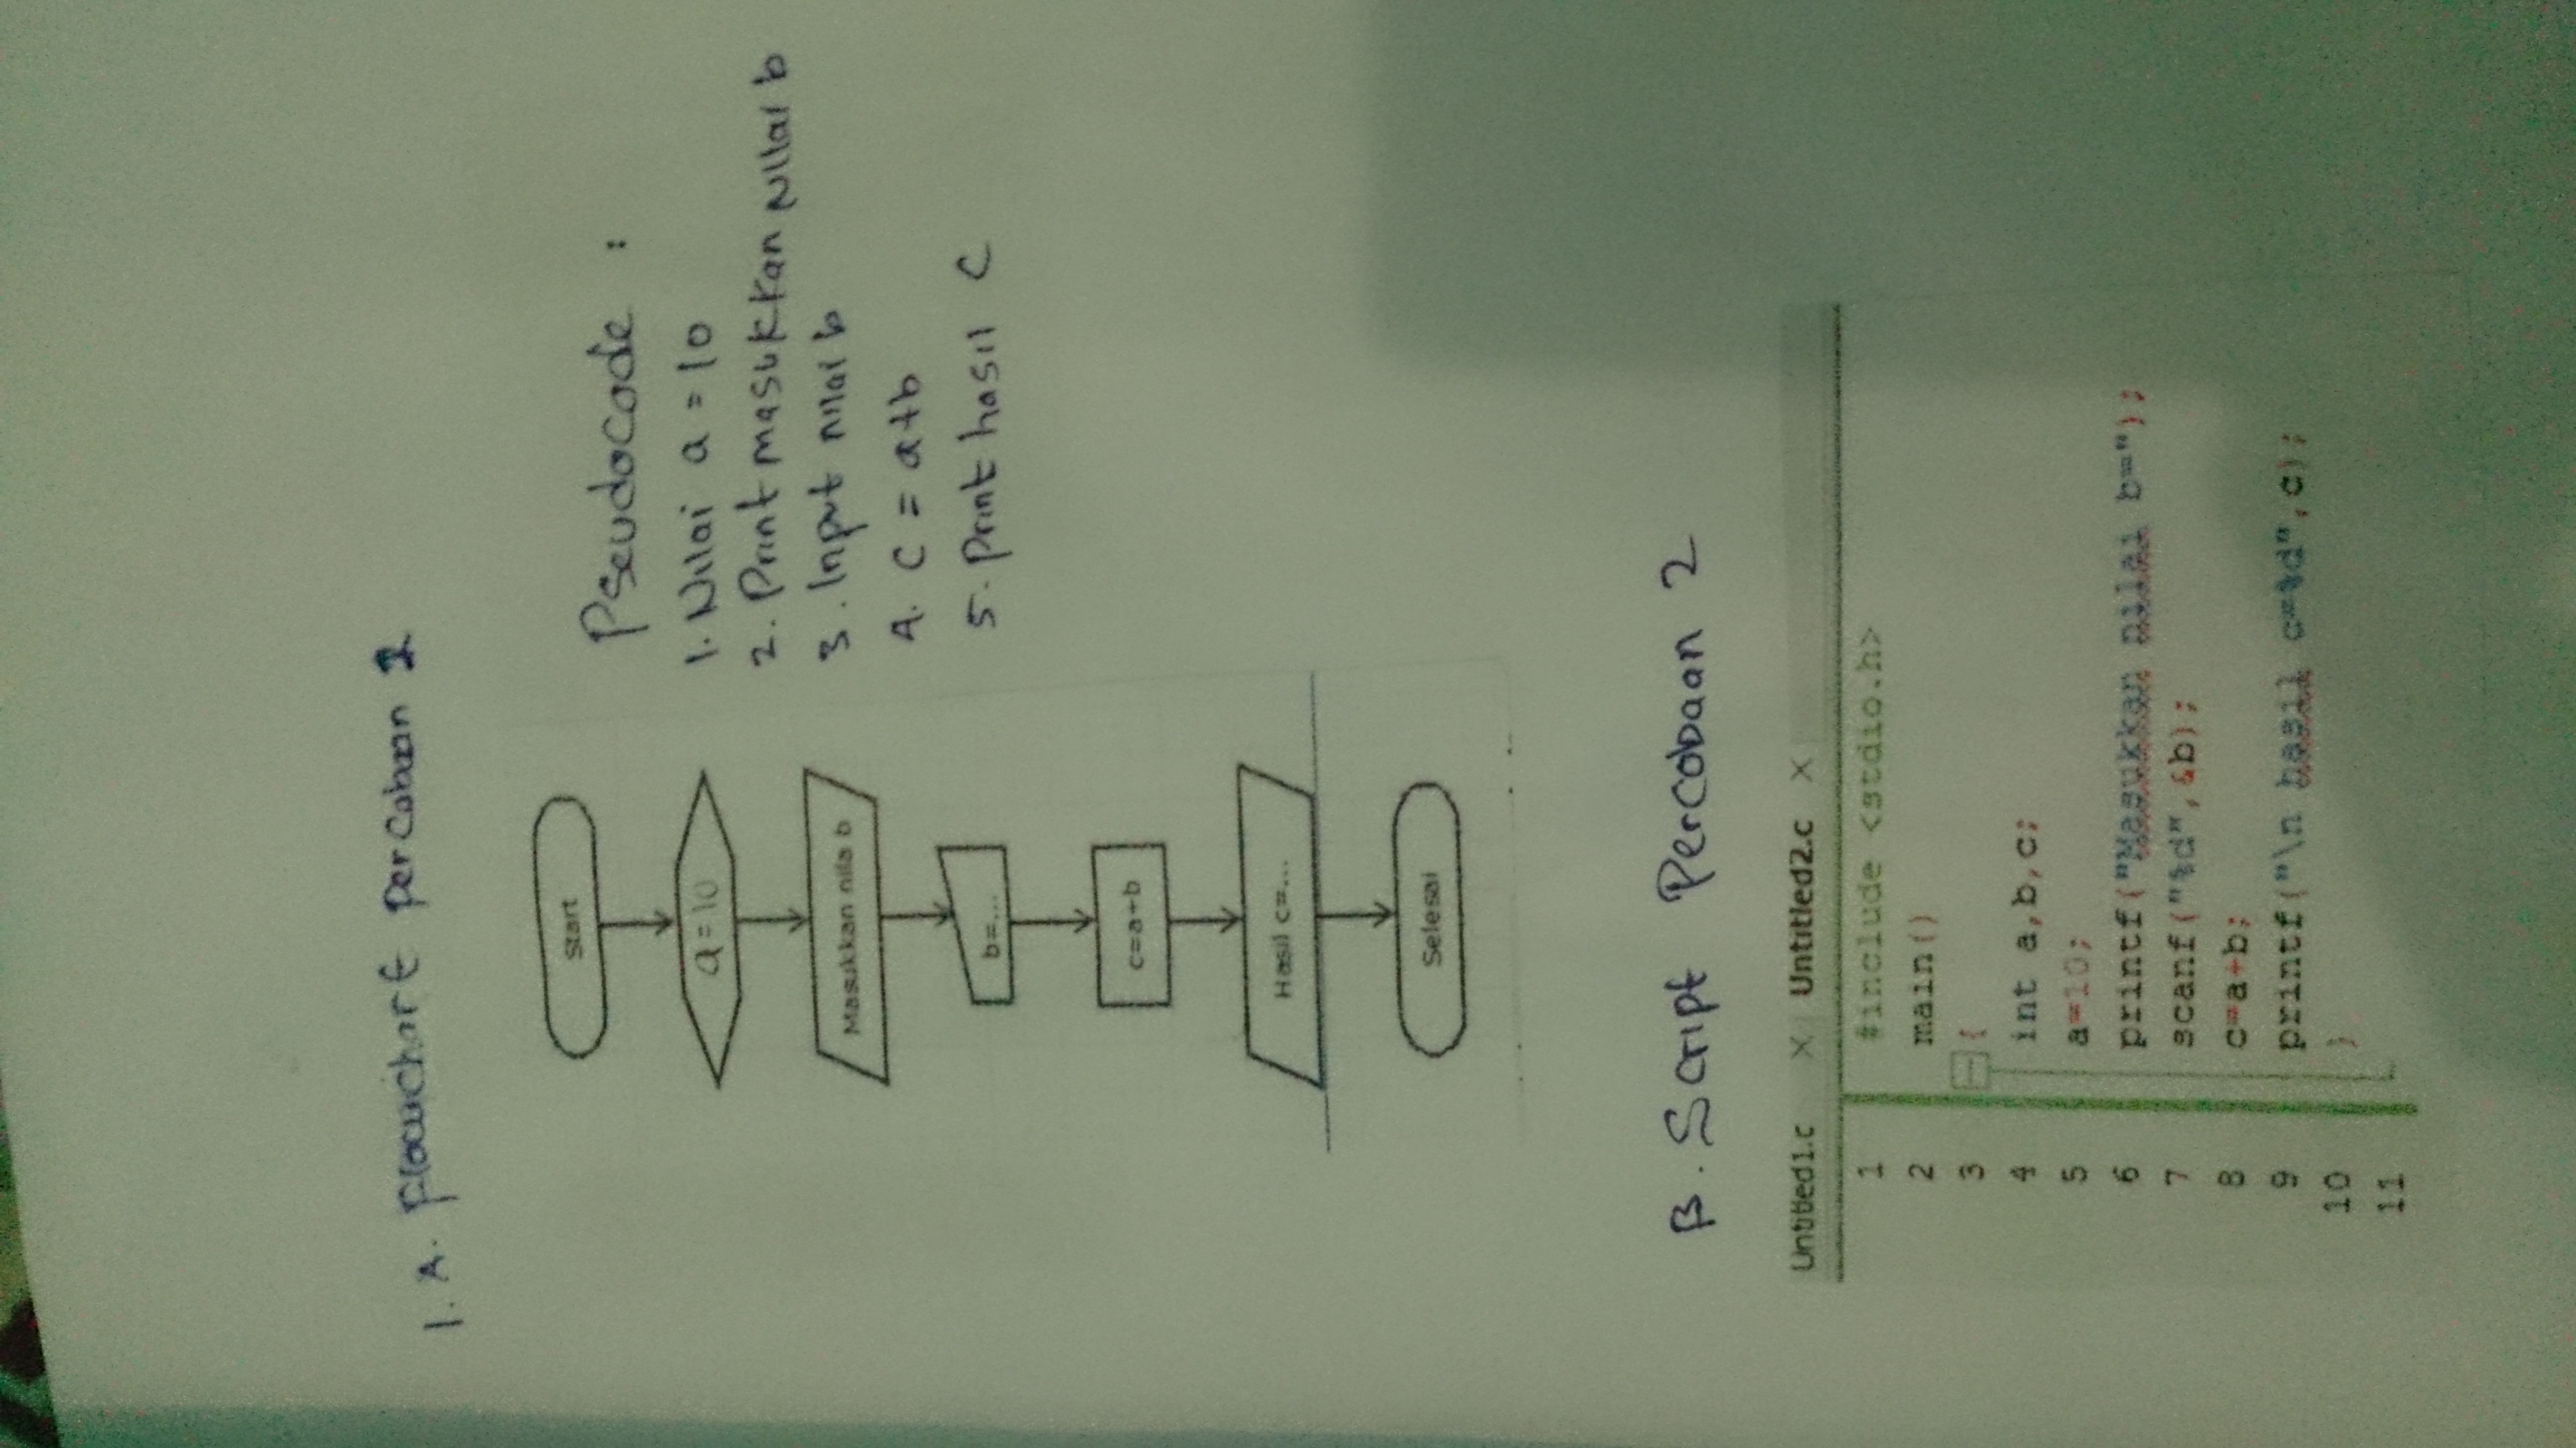 1. A. Flowchart percobaan 2
Start
a=10
Masukkan nila b
b=...
c=a+b
Hasil c=...
Selesai
Pseudocode :
1. Nilai a = 10
2. Print masukkan Nilai b
3. Input nilai b
4. C = a+b
5. Print hasil C
B. Script Percobaan 2
Untitled1.c × Untitled2.c ×
1 #include <stdio.h>
2 main()
3 {
4 int a,b,c;
5 a=10;
6 printf("Masukkan nilai b=");
7 scanf("%d",&b);
8 c=a+b;
9 printf("\n hasil c=%d",c);
10 }
11